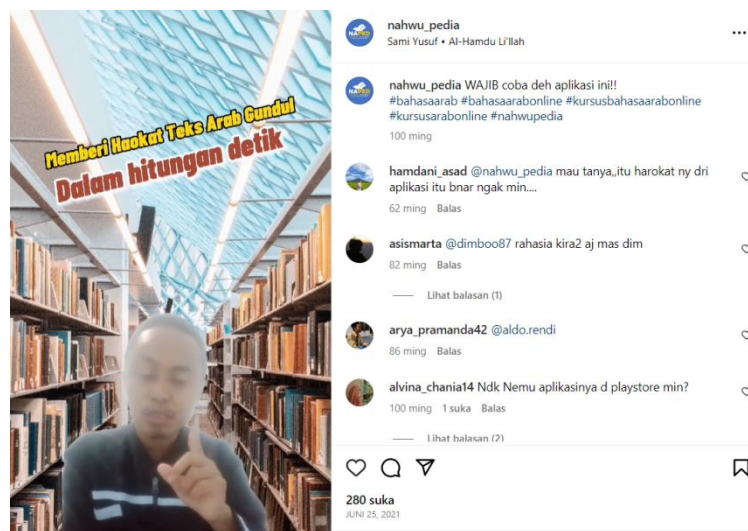 Memberi Haokat Teks Arab Gundul
Dalam hitungan detik
NAPED
nahwu_pedia
Sami Yusuf • Al-Hamdu Li'llah
...
NAPED
nahwu_pedia WAJIB coba deh aplikasi ini!!
#bahasaarab #bahasaarabonline #kursusbahasaarabonline
#kursusarabonline #nahwupedia
100 ming
hamdani_asad @nahwu_pedia mau tanya,,itu harokat ny dri
aplikasi itu bnar ngak min....
62 ming Balas
asismarta @dimboo87 rahasia kira2 aj mas dim
82 ming Balas
Lihat balasan (1)
arya_pramanda42 @aldo.rendi
86 ming Balas
alvina_chania14 Ndk Nemu aplikasinya d playstore min?
100 ming 1 suka Balas
Lihat balasan (2)
280 suka
JUNI 25, 2021